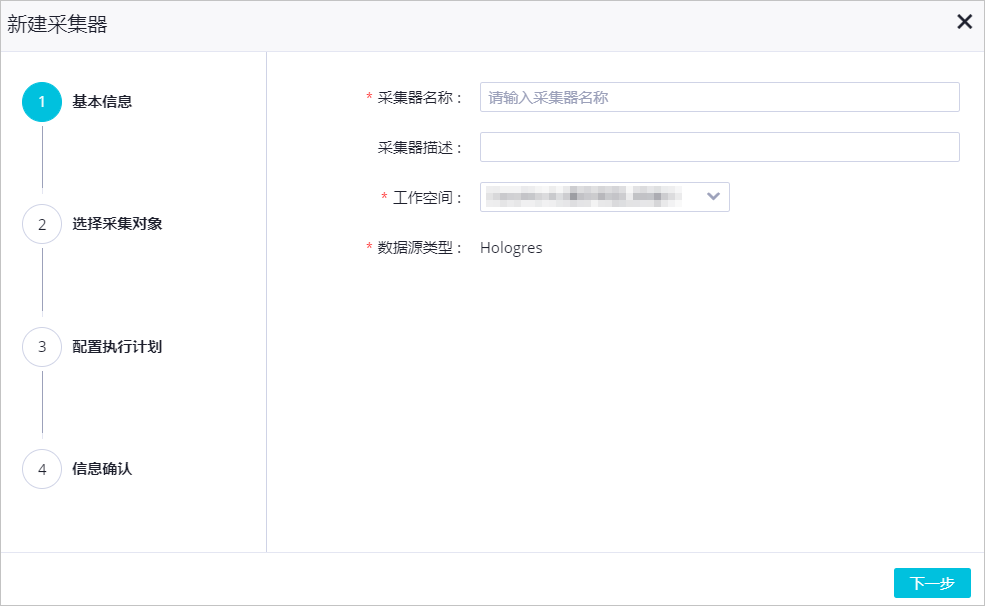 新建采集器
1 基本信息
2 选择采集对象
3 配置执行计划
4 信息确认
* 采集器名称： 请输入采集器名称
采集器描述：
* 工作空间：
* 数据源类型： Hologres
下一步